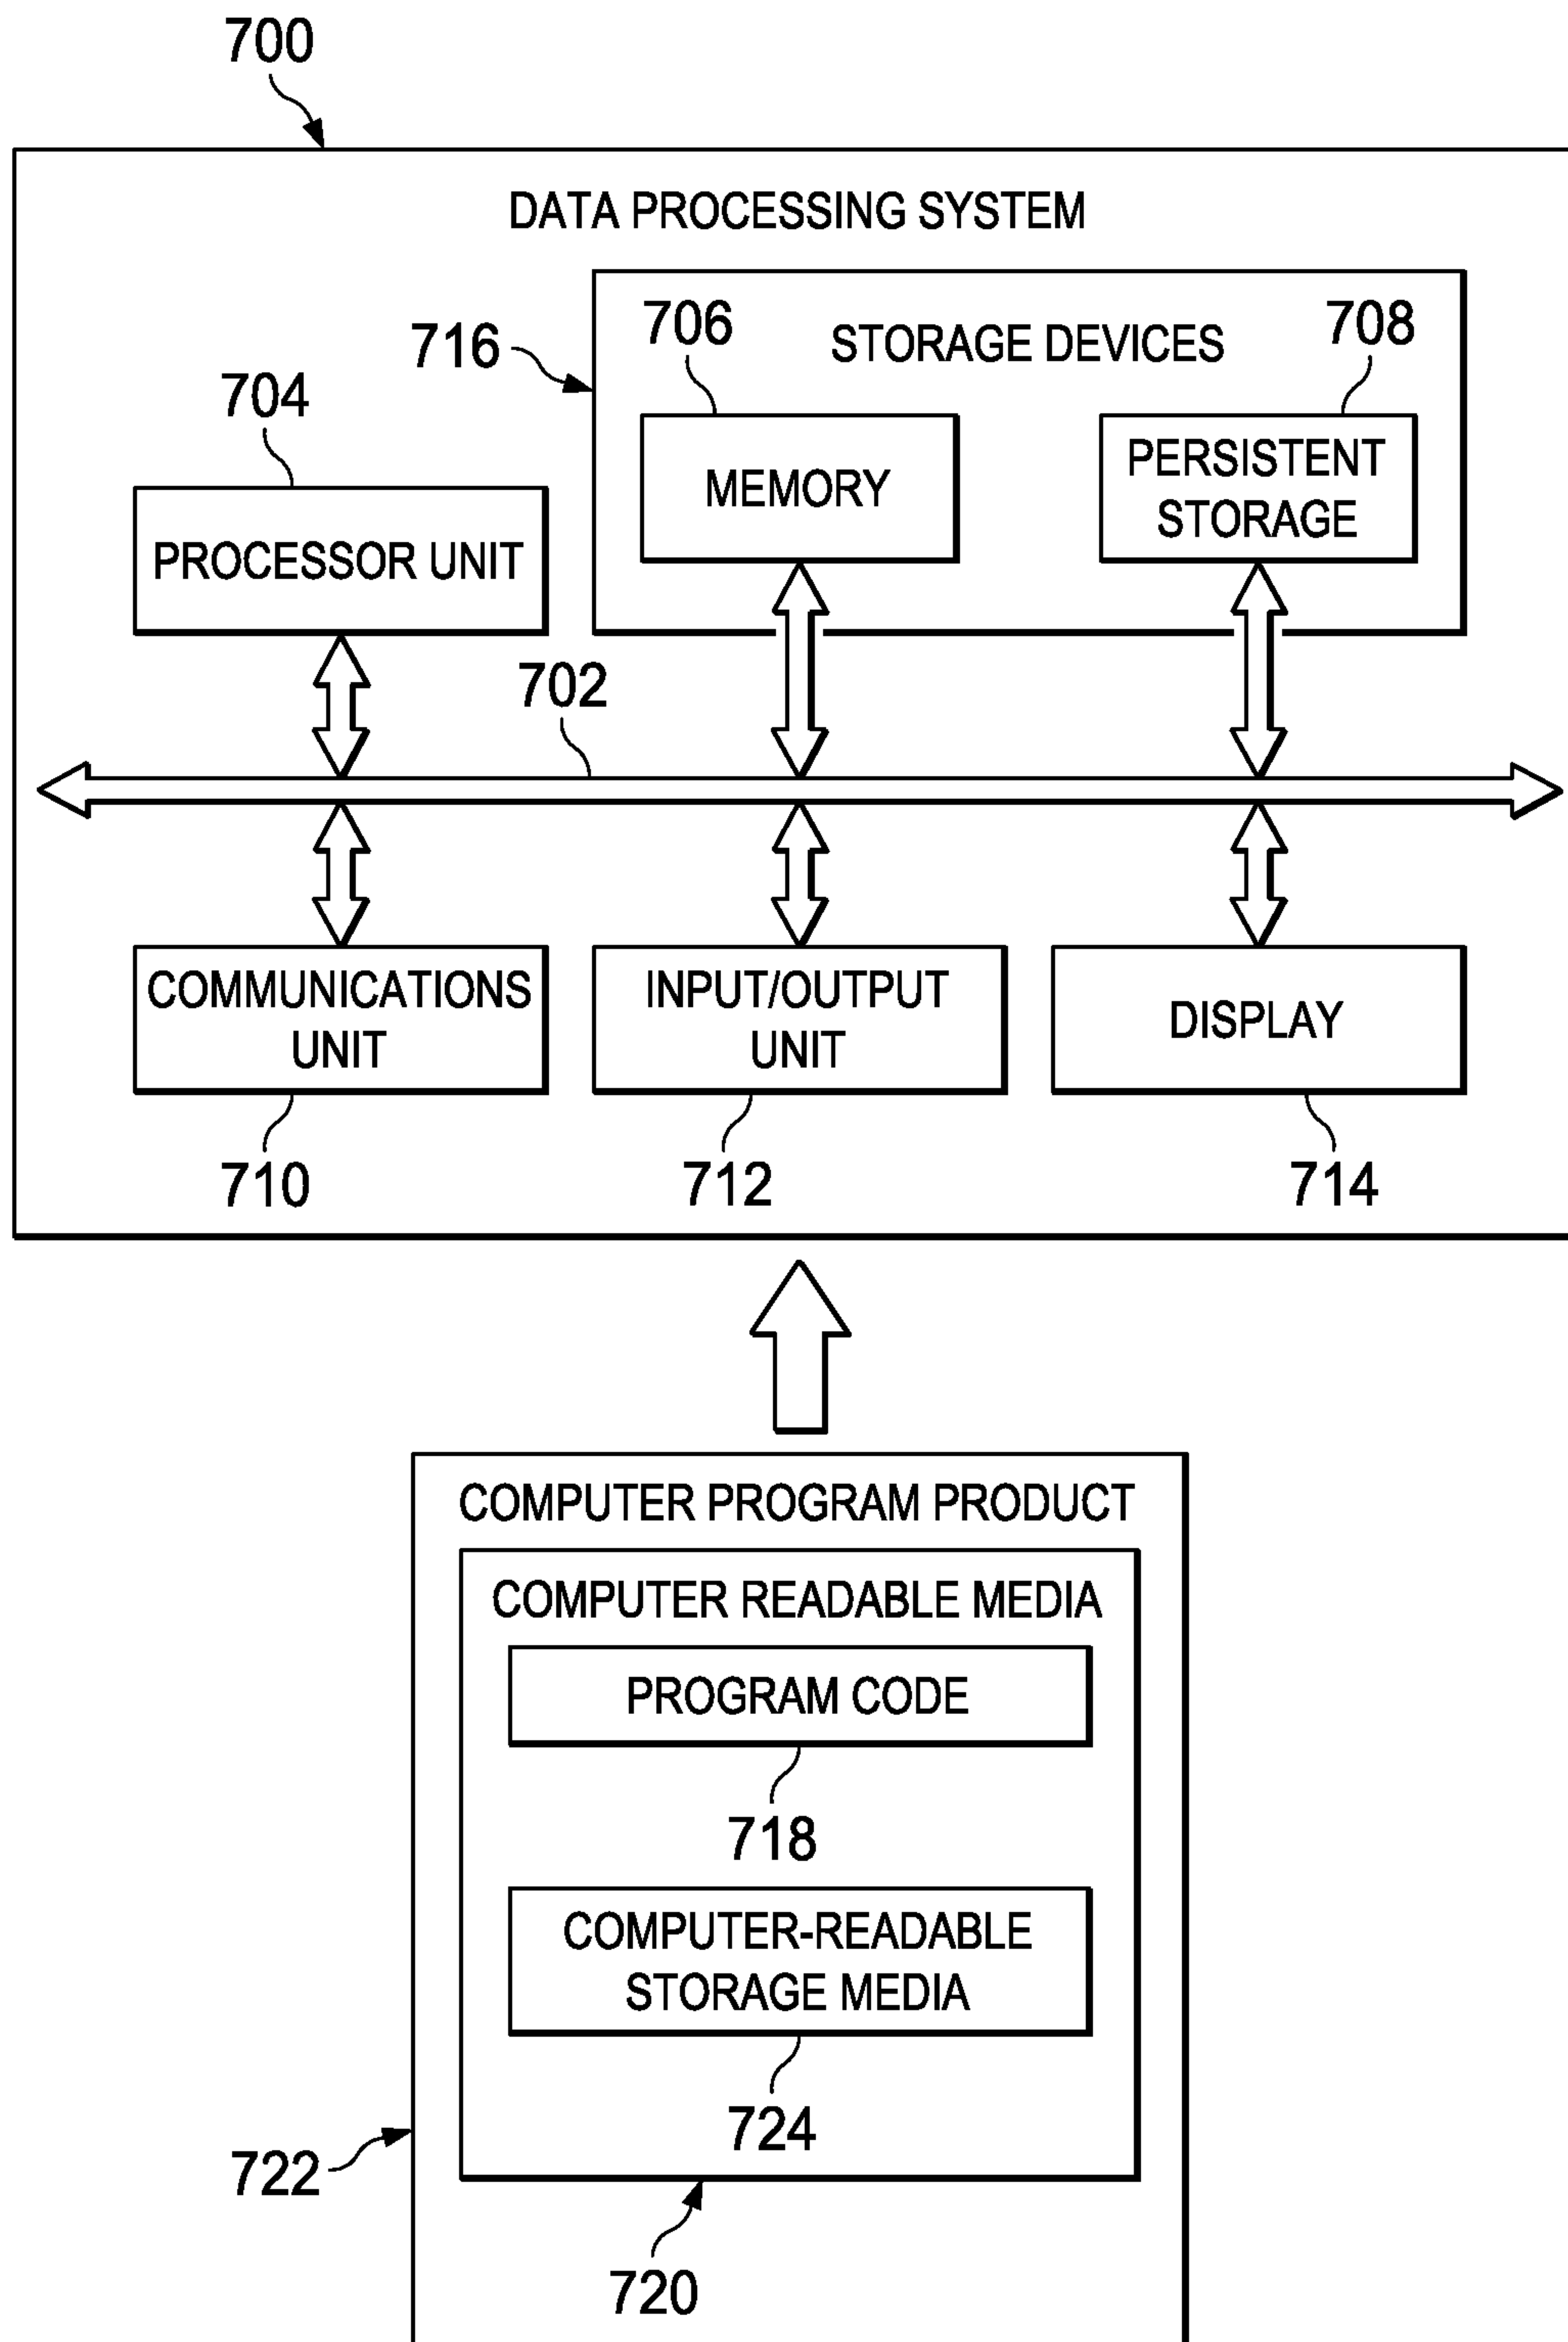 700
DATA PROCESSING SYSTEM
706
STORAGE DEVICES
708
716
704
MEMORY
PERSISTENT
STORAGE
PROCESSOR UNIT
702
COMMUNICATIONS
UNIT
INPUT/OUTPUT
UNIT
DISPLAY
710
712
714
COMPUTER PROGRAM PRODUCT
COMPUTER READABLE MEDIA
PROGRAM CODE
718
COMPUTER-READABLE
STORAGE MEDIA
724
722
720